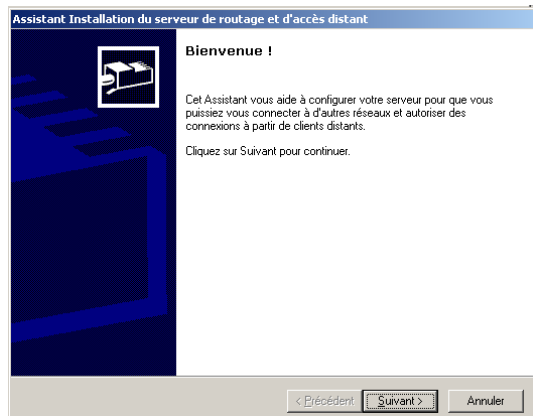 Assistant Installation du serveur de routage et d'accès distant
Bienvenue !
Cet Assistant vous aide à configurer votre serveur pour que vous
puissiez vous connecter à d'autres réseaux et autoriser des
connexions à partir de clients distants.
Cliquez sur Suivant pour continuer.
< Précédent Suivant > Annuler